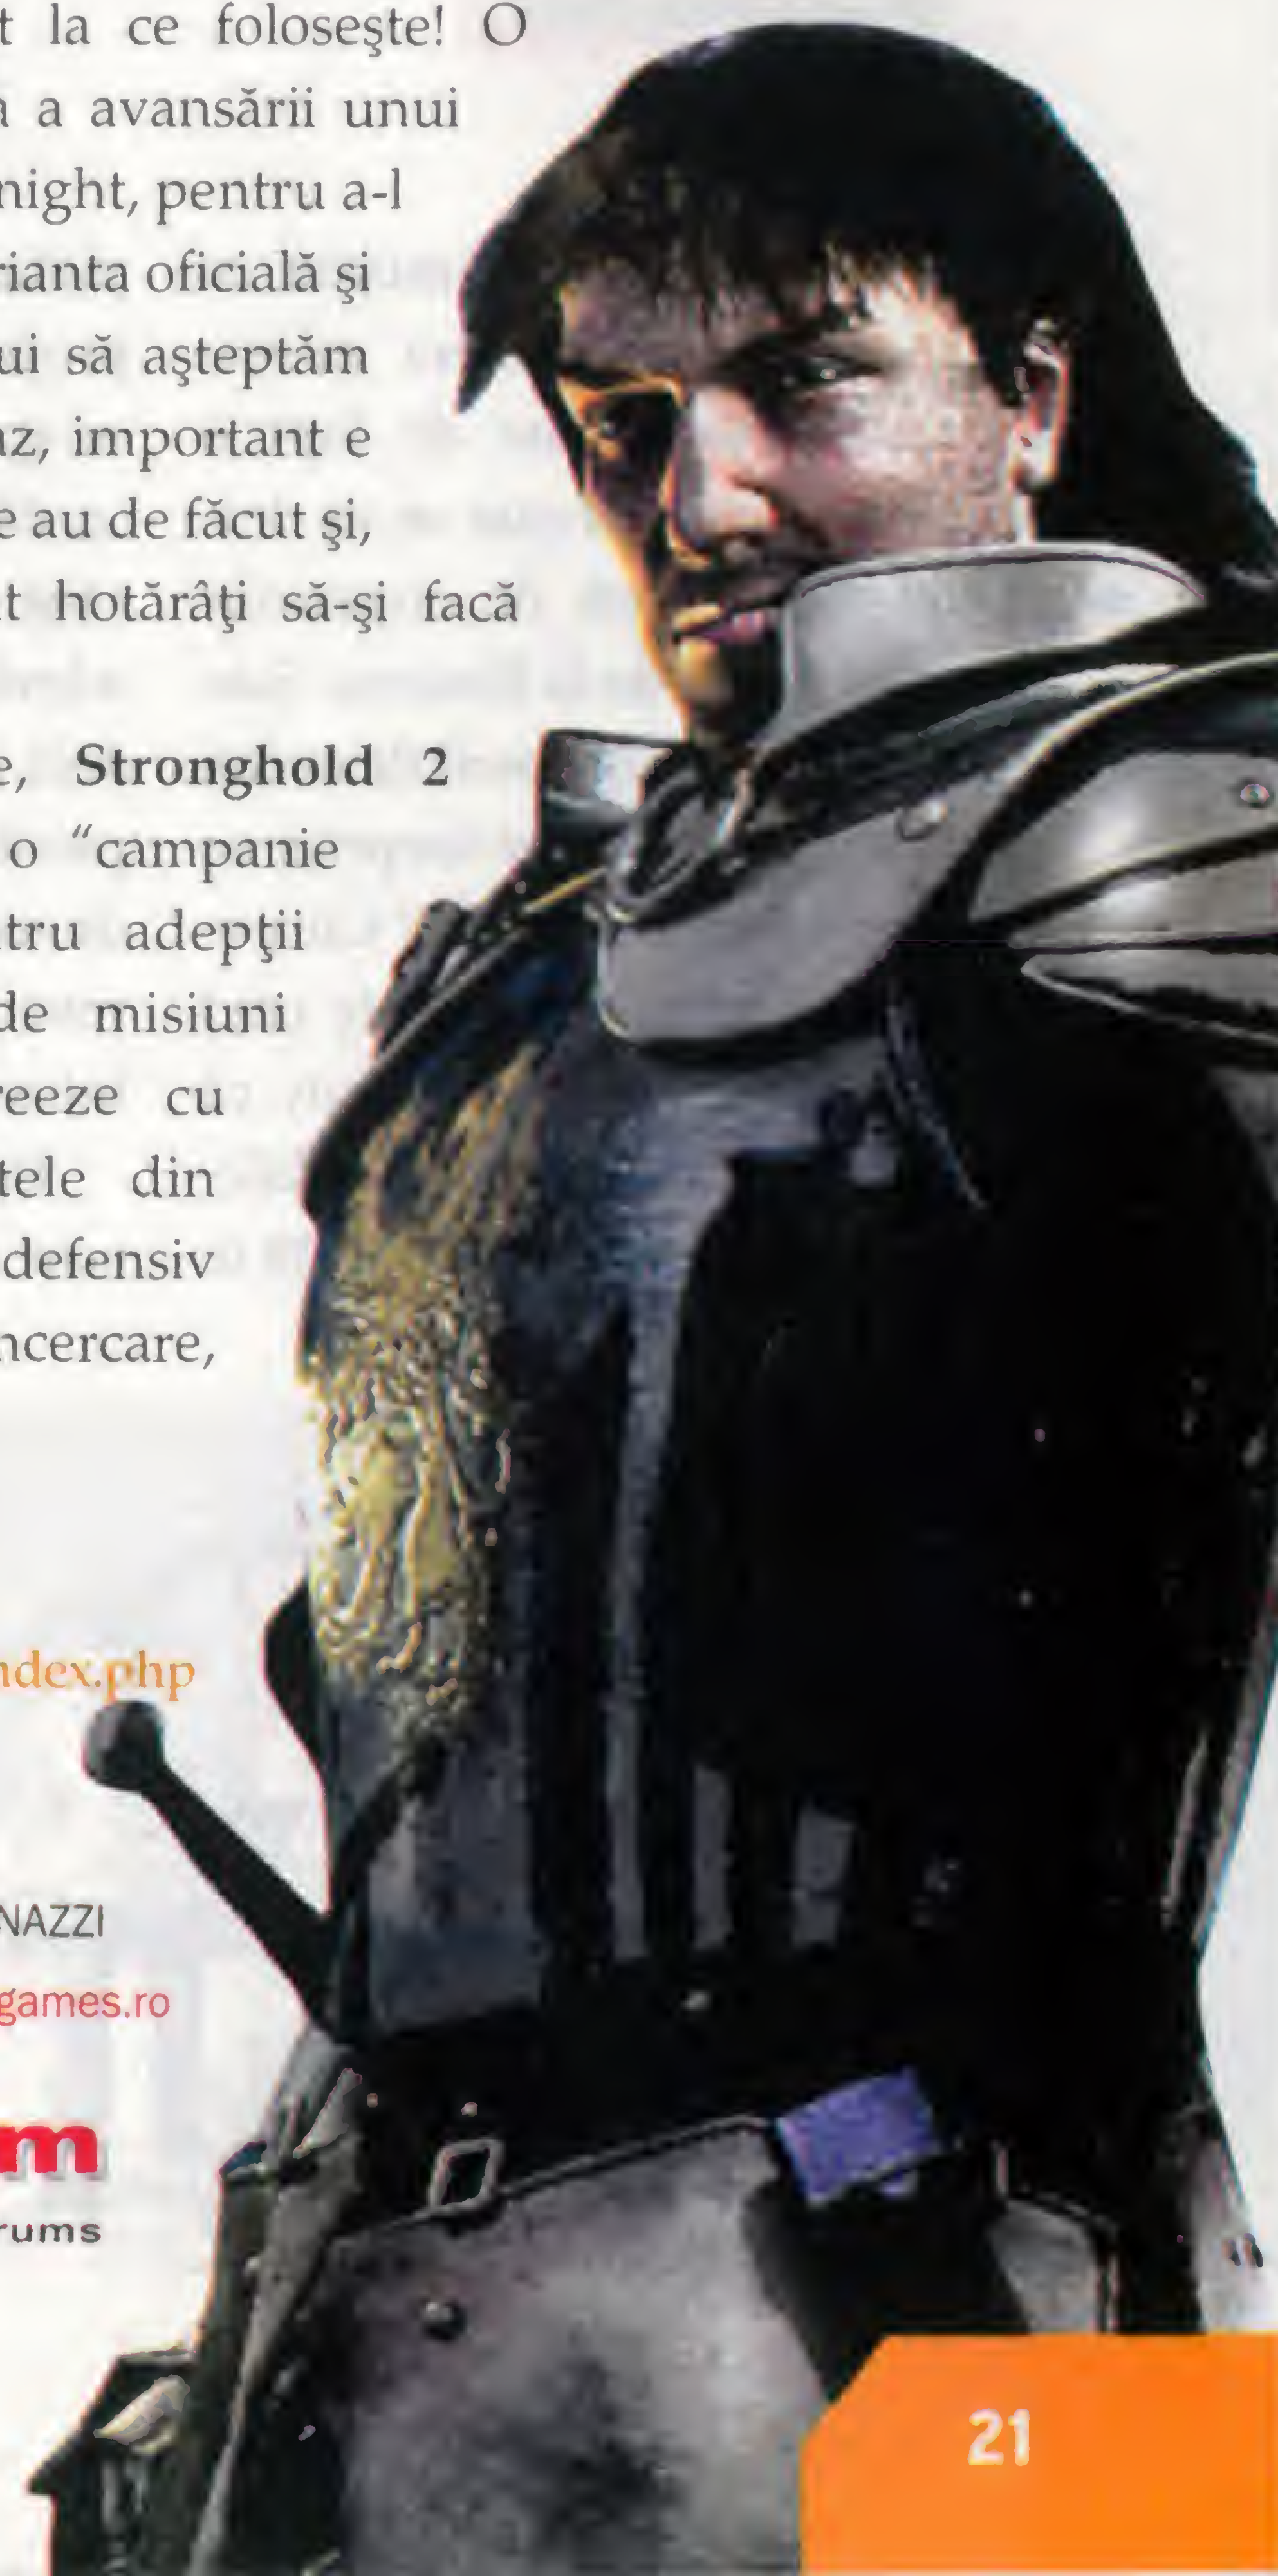 t la ce foloseşte! O
a a avansării unui
night, pentru a-l
rianta oficială şi
ui să aşteptăm
az, important e
e au de făcut şi,
t hotărâţi să-şi facă
e, Stronghold 2
o “campanie
tru adepţii
de misiuni
reeze cu
tele din
defensiv
ncercare,
ndex.php
NAZZI
games.ro
m
rums
21